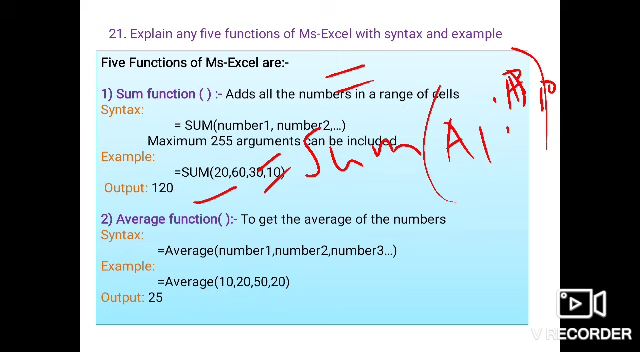 21. Explain any five functions of Ms-Excel with syntax and example
Five Functions of Ms-Excel are:-
1) Sum function ( ) :- Adds all the numbers in a range of cells
Syntax:
= SUM(number1, number2,...)
Maximum 255 arguments can be included
Example:
=SUM(20,60,30,10)
Output: 120
= Sum( A1 :
2) Average function( ):- To get the average of the numbers
Syntax:
=Average(number1,number2,number3...)
Example:
=Average(10,20,50,20)
Output: 25
V RECORDER